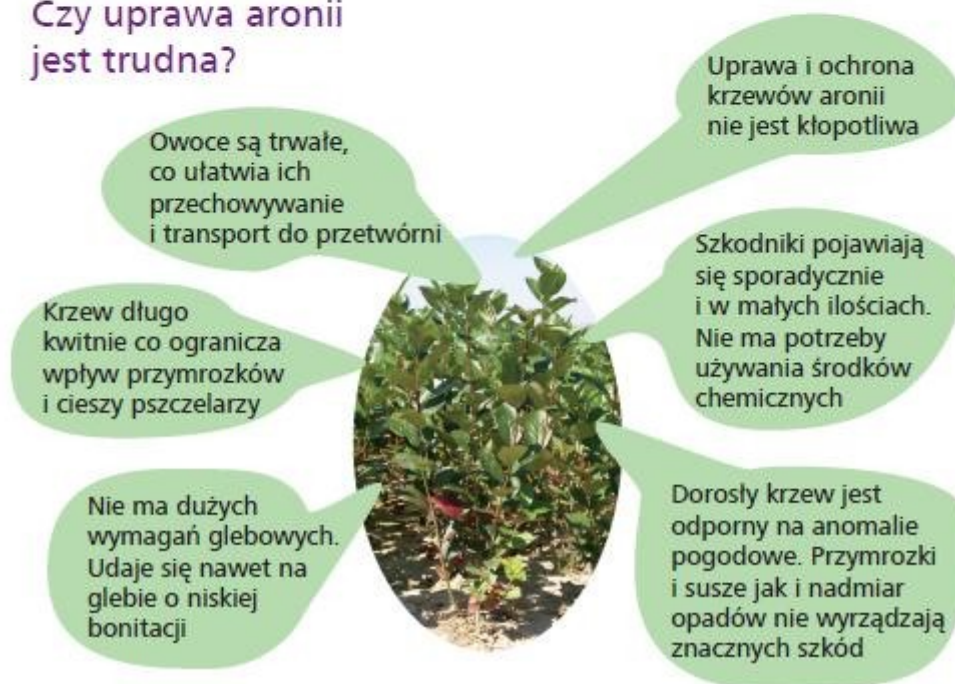 Czy uprawa aronii
jest trudna?
Uprawa i ochrona
krzewów aronii
nie jest kłopotliwa
Owoce są trwałe,
co ułatwia ich
przechowywanie
i transport do przetwórni
Szkodniki pojawiają
się sporadycznie
i w małych ilościach.
Nie ma potrzeby
używania środków
chemicznych
Krzew długo
kwitnie co ogranicza
wpływ przymrozków
i cieszy pszczelarzy
Nie ma dużych
wymagań glebowych.
Udaje się nawet na
glebie o niskiej
bonitacji
Dorosły krzew jest
odporny na anomalie
pogodowe. Przymrozki
i susze jak i nadmiar
opadów nie wyrządzają
znacznych szkód